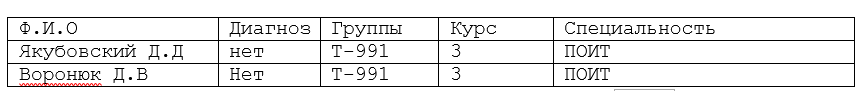 Ф.И.О Диагноз Группы Курс Специальность
Якубовский Д.Д нет Т-991 3 ПОИТ
Воронюк Д.В Нет Т-991 3 ПОИТ